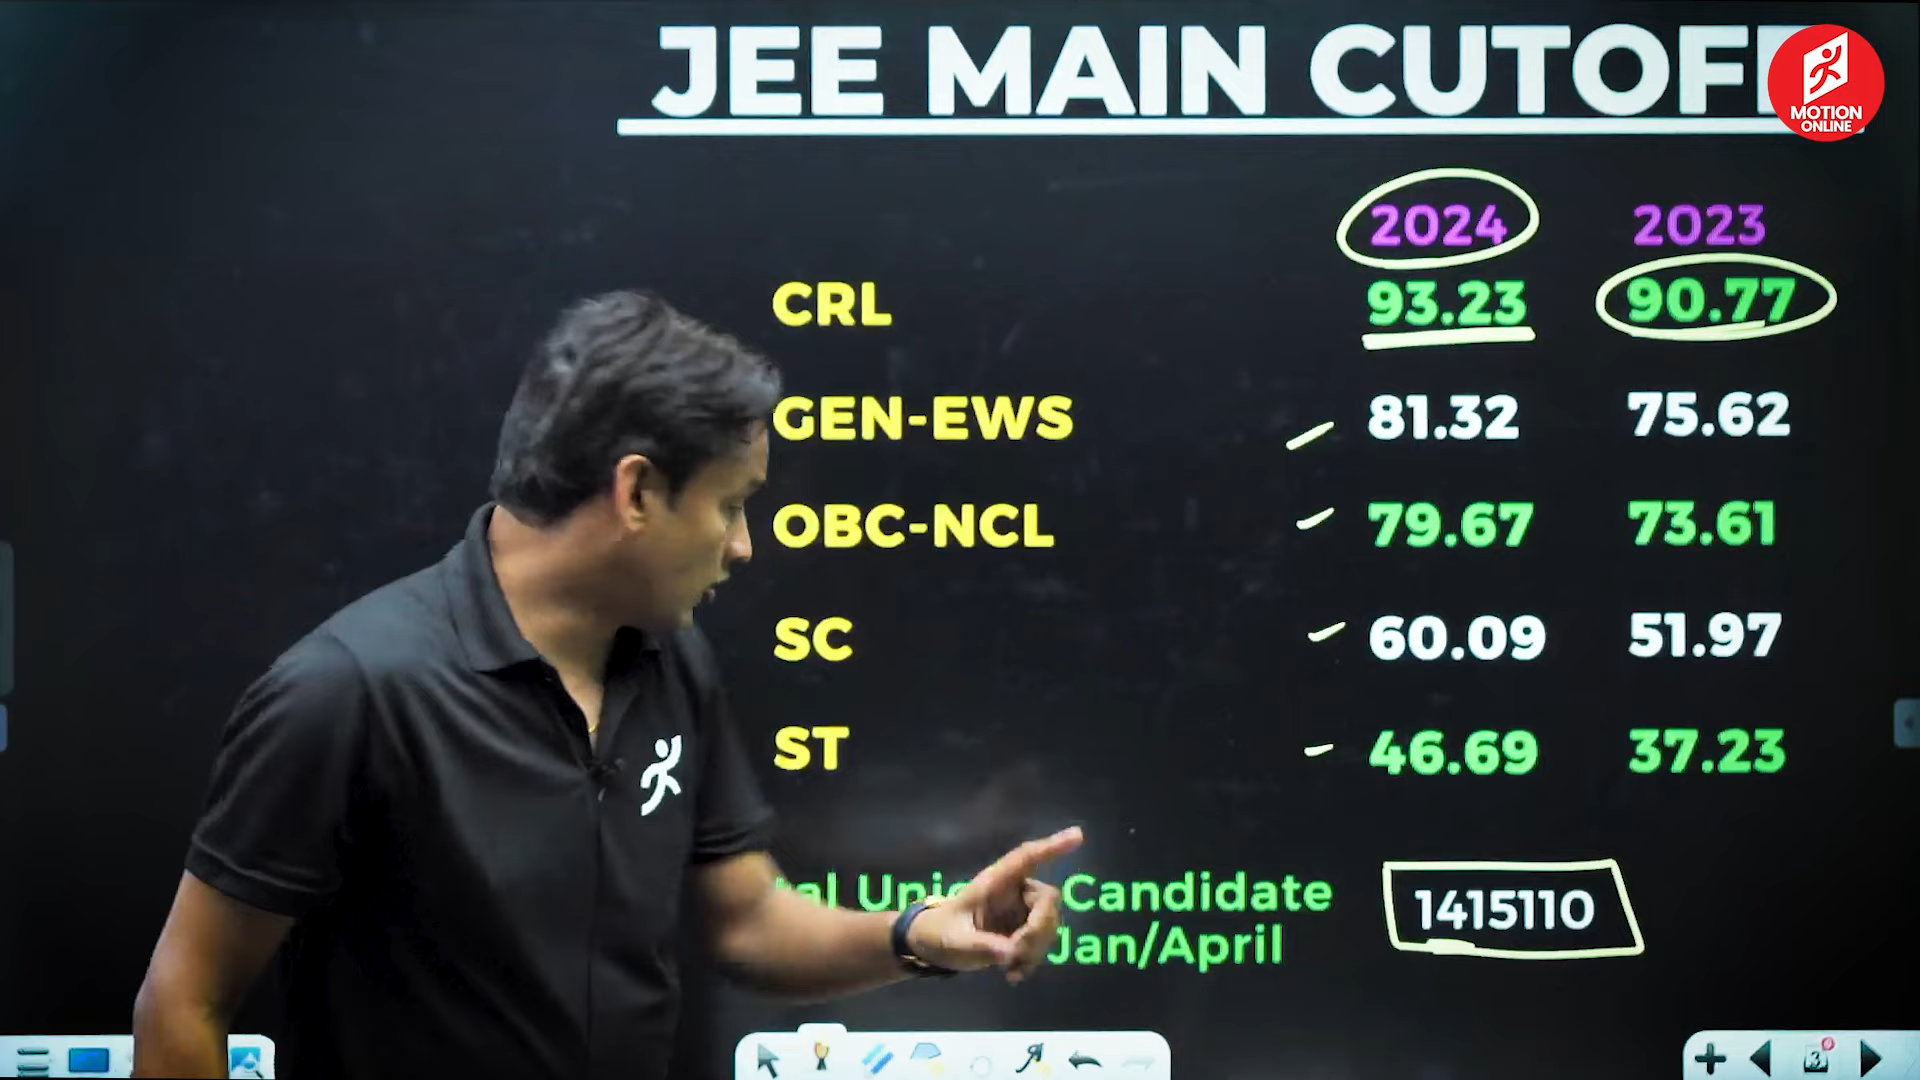 JEE MAIN CUTOFF
MOTION
ONLINE
2024 2023
CRL 93.23 90.77
GEN-EWS 81.32 75.62
OBC-NCL 79.67 73.61
SC 60.09 51.97
ST 46.69 37.23
Candidate 1415110
Jan/April
3